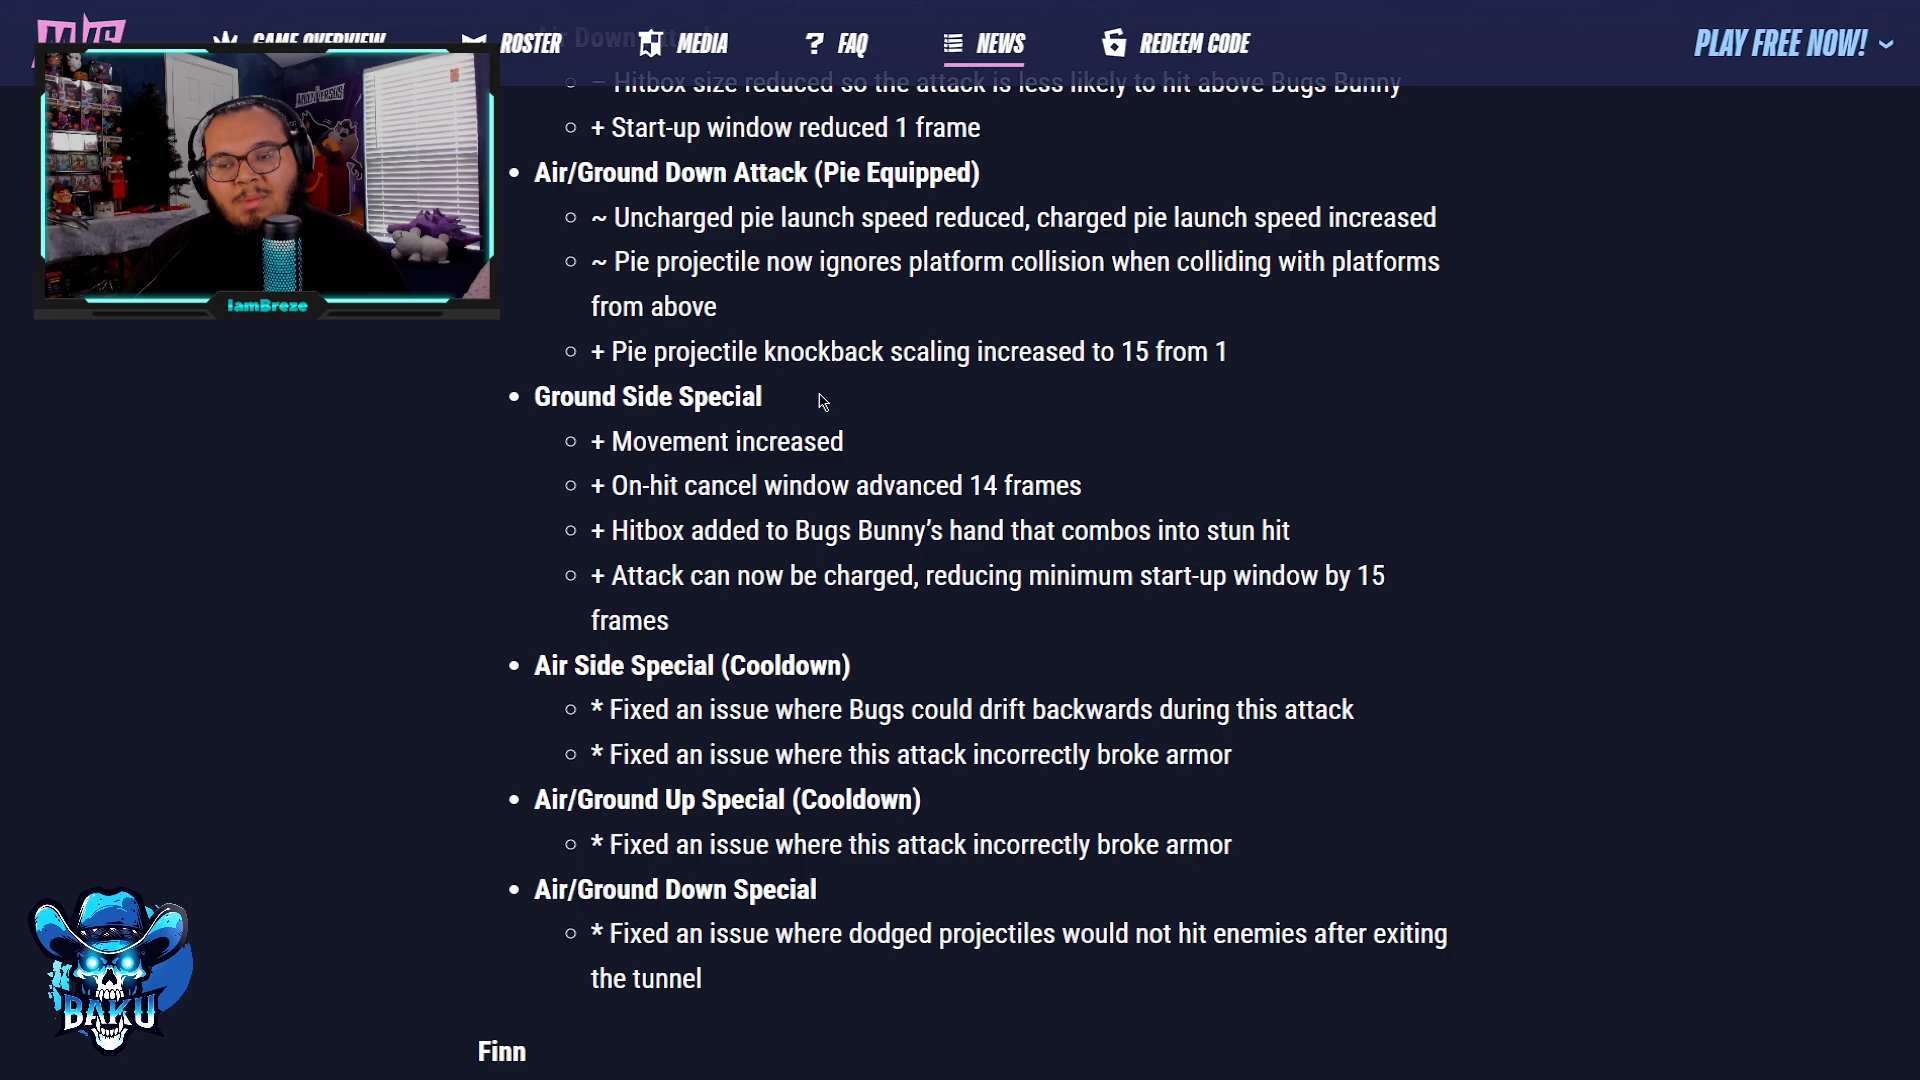 MVS
GAME OVERVIEW
ROSTER
MEDIA
? FAQ
NEWS
REDEEM CODE
PLAY FREE NOW!
– Hitbox size reduced so the attack is less likely to hit above Bugs Bunny
+ Start-up window reduced 1 frame
Air/Ground Down Attack (Pie Equipped)
~ Uncharged pie launch speed reduced, charged pie launch speed increased
~ Pie projectile now ignores platform collision when colliding with platforms
from above
+ Pie projectile knockback scaling increased to 15 from 1
Ground Side Special
+ Movement increased
+ On-hit cancel window advanced 14 frames
+ Hitbox added to Bugs Bunny’s hand that combos into stun hit
+ Attack can now be charged, reducing minimum start-up window by 15
frames
Air Side Special (Cooldown)
* Fixed an issue where Bugs could drift backwards during this attack
* Fixed an issue where this attack incorrectly broke armor
Air/Ground Up Special (Cooldown)
* Fixed an issue where this attack incorrectly broke armor
Air/Ground Down Special
* Fixed an issue where dodged projectiles would not hit enemies after exiting
the tunnel
Finn
IamBreze
BAKU